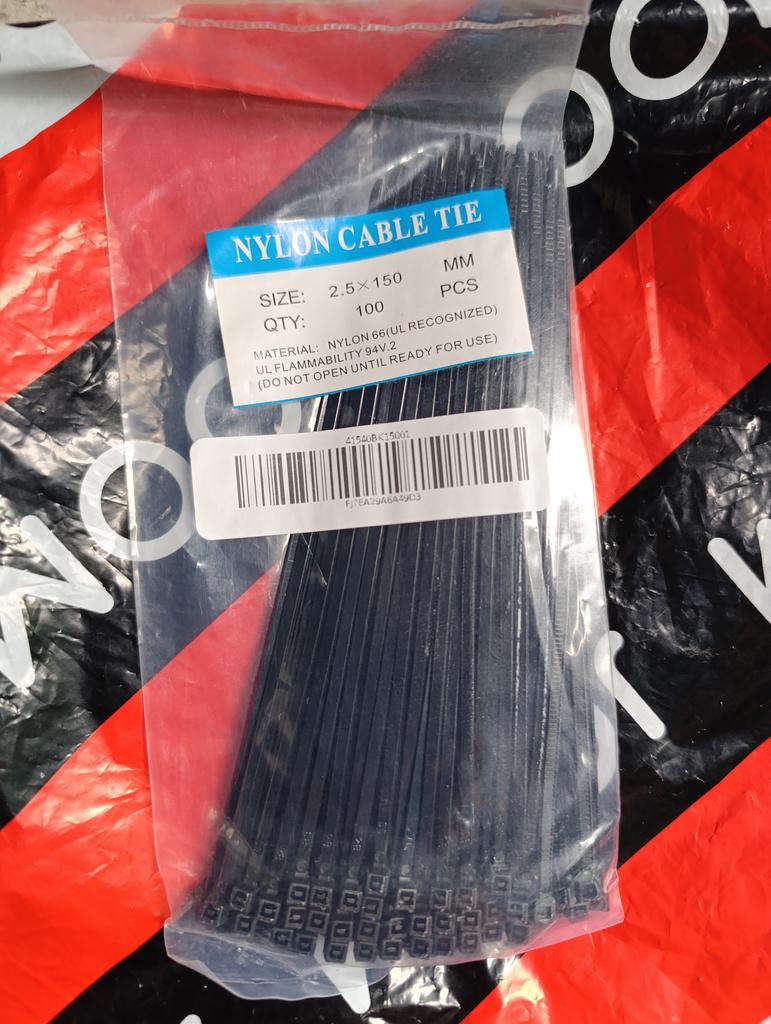 NYLON CABLE TIE
SIZE: 2.5×150 MM
QTY: 100 PCS
MATERIAL: NYLON 66(UL RECOGNIZED)
UL FLAMMABILITY 94V.2
(DO NOT OPEN UNTIL READY FOR USE)
41540BK15001
FJ7EA29A6A49D3